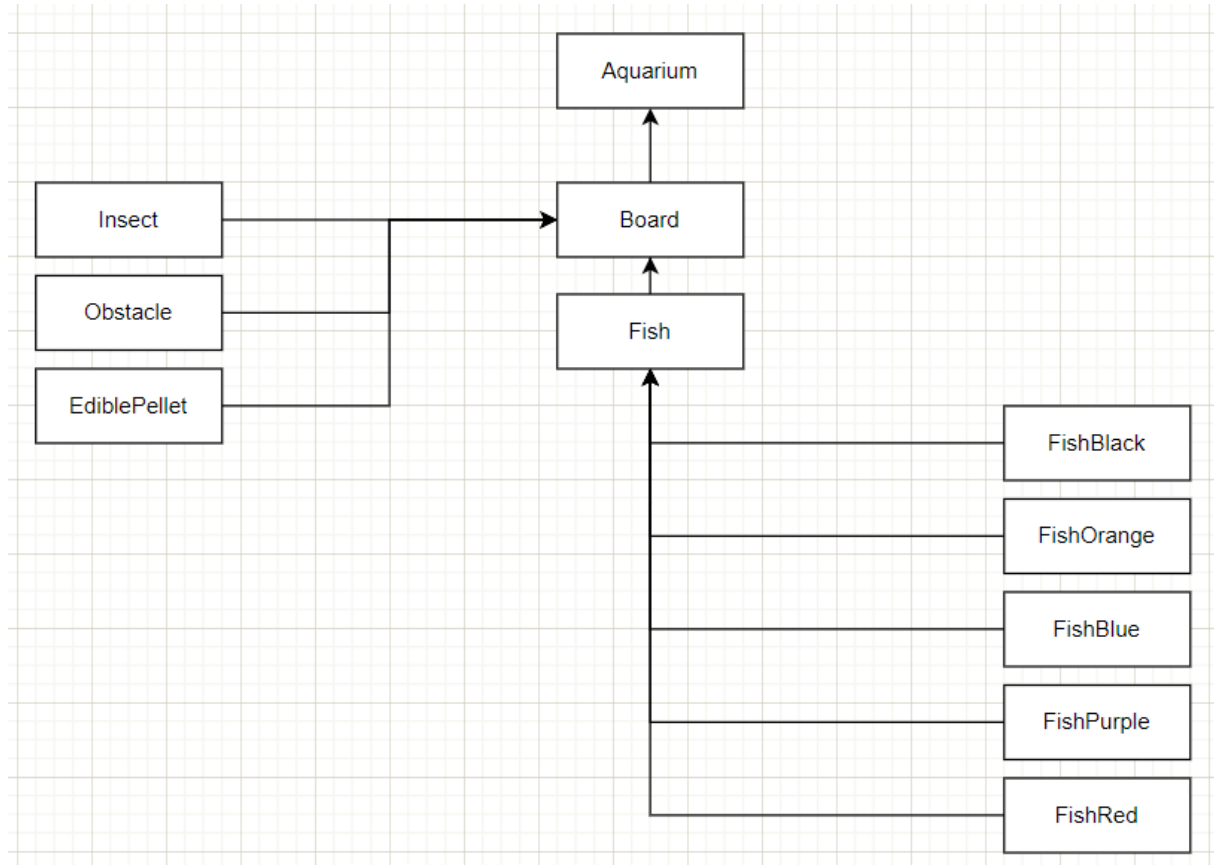 Aquarium
Insect
Board
Obstacle
Fish
EdiblePellet
FishBlack
FishOrange
FishBlue
FishPurple
FishRed